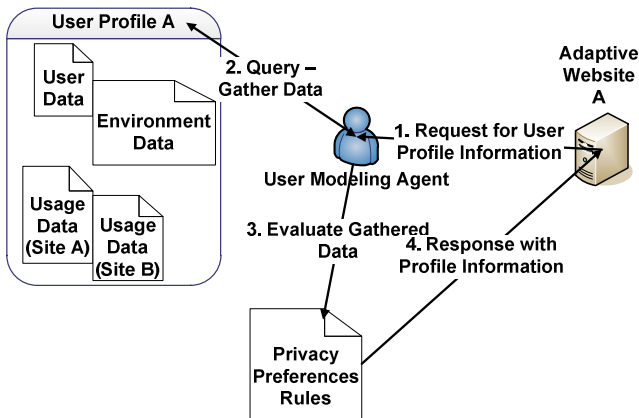 User Profile A
User
Data
Environment
Data
Usage
Data
(Site A)
Usage
Data
(Site B)
2. Query –
Gather Data
Adaptive
Website
A
1. Request for User
Profile Information
User Modeling Agent
3. Evaluate Gathered
Data
4. Response with
Profile Information
Privacy
Preferences
Rules